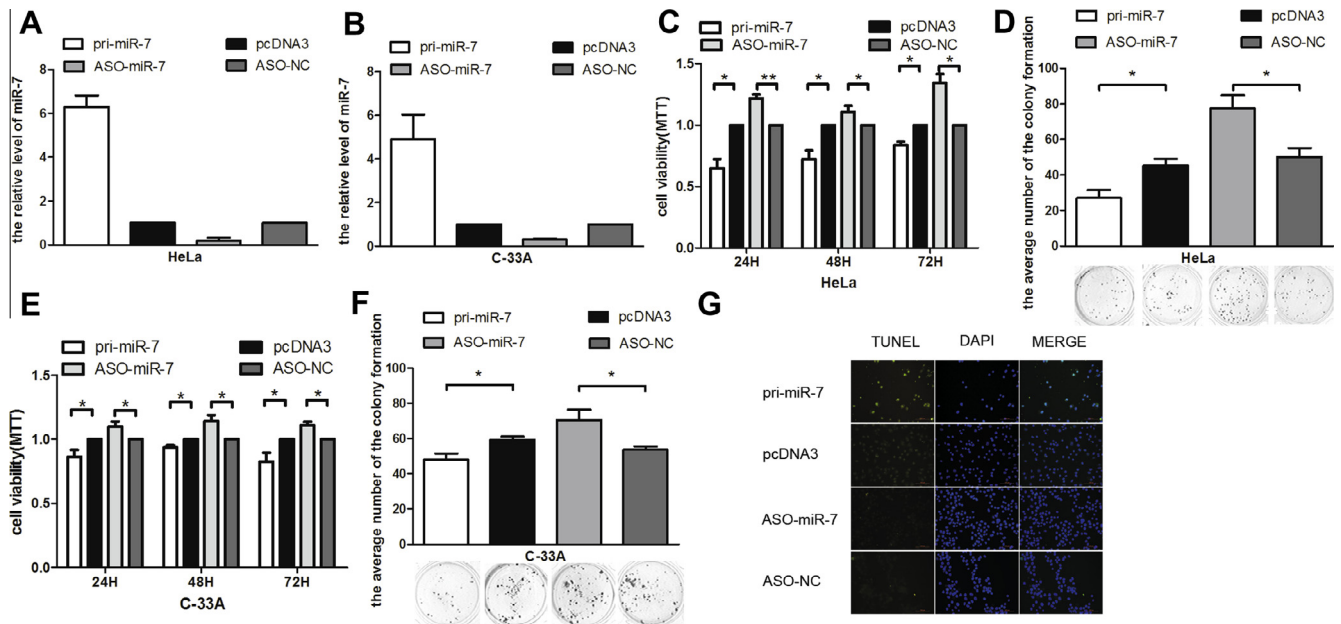 A
pri-miR-7 pcDNA3
ASO-miR-7 ASO-NC
the relative level of miR-7
6
4
2
0
HeLa
B
pri-miR-7 pcDNA3
ASO-miR-7 ASO-NC
the relative level of miR-7
6
4
2
0
C-33A
C
pri-miR-7 pcDNA3
ASO-miR-7 ASO-NC
cell viability(MTT)
1.5
1.0
0.5
0.0
* ** * * * *
24H 48H 72H
HeLa
D
pri-miR-7 pcDNA3
ASO-miR-7 ASO-NC
the average number of the colony formation
100
80
60
40
20
0
* *
HeLa
E
pri-miR-7 pcDNA3
ASO-miR-7 ASO-NC
cell viability(MTT)
1.5
1.0
0.5
0.0
* * * * * *
24H 48H 72H
C-33A
F
pri-miR-7 pcDNA3
ASO-miR-7 ASO-NC
the average number of the colony formation
100
80
60
40
20
0
* *
C-33A
G
TUNEL DAPI MERGE
pri-miR-7
pcDNA3
ASO-miR-7
ASO-NC